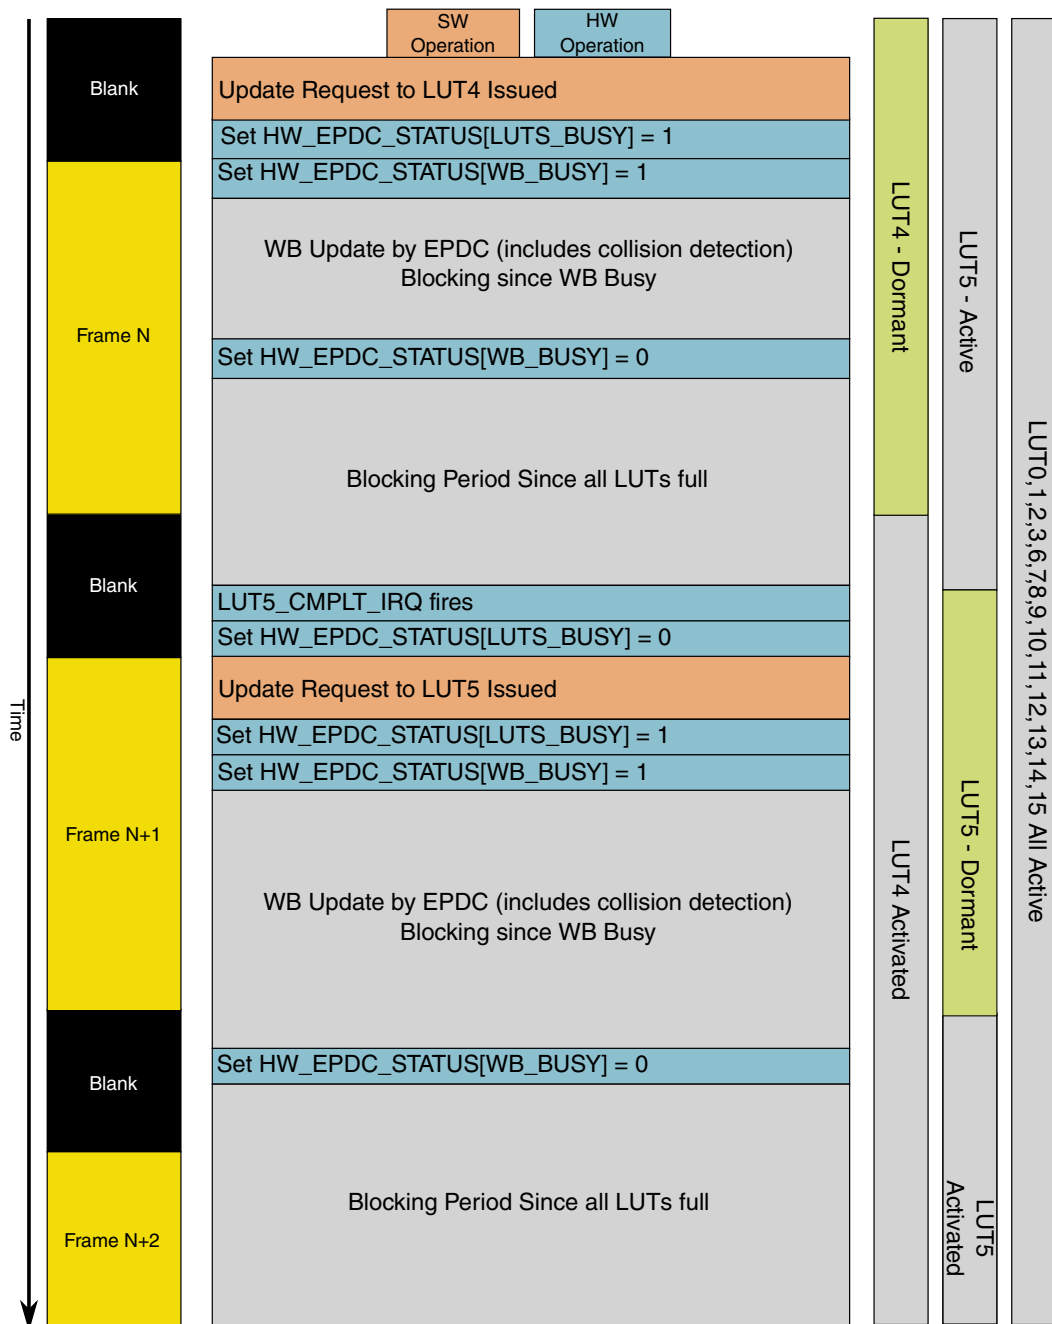 SW
Operation
HW
Operation
Blank
Update Request to LUT4 Issued
Set HW_EPDC_STATUS[LUTS_BUSY] = 1
Set HW_EPDC_STATUS[WB_BUSY] = 1
Frame N
WB Update by EPDC (includes collision detection)
Blocking since WB Busy
Set HW_EPDC_STATUS[WB_BUSY] = 0
Blocking Period Since all LUTs full
Blank
LUT5_CMPLT_IRQ fires
Set HW_EPDC_STATUS[LUTS_BUSY] = 0
Update Request to LUT5 Issued
Set HW_EPDC_STATUS[LUTS_BUSY] = 1
Set HW_EPDC_STATUS[WB_BUSY] = 1
Frame N+1
WB Update by EPDC (includes collision detection)
Blocking since WB Busy
Set HW_EPDC_STATUS[WB_BUSY] = 0
Blank
Blocking Period Since all LUTs full
Frame N+2
Time
LUT4 - Dormant
LUT4 Activated
LUT5 - Active
LUT5 - Dormant
LUT5
Activated
LUT0,1,2,3,6,7,8,9,10,11,12,13,14,15 All Active